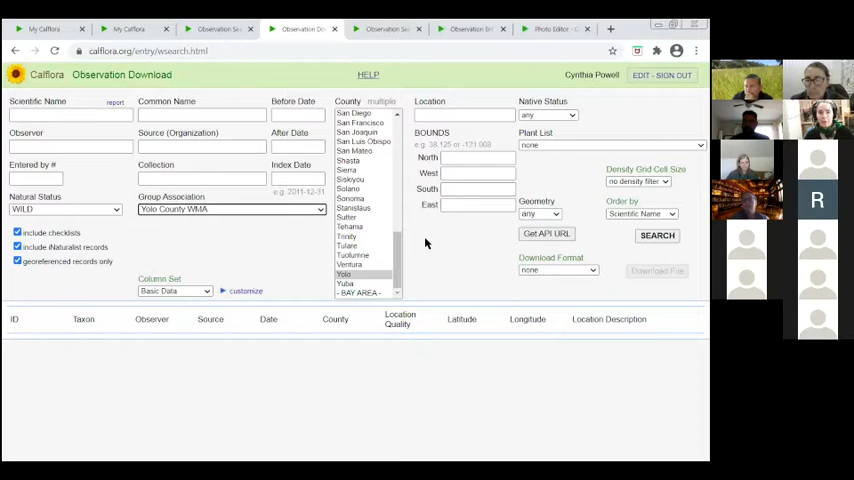 My Calflora
My Calflora
Observation Sea
Observation Do
Observation Sea
Observation Ent
Photo Editor - C
calflora.org/entry/wsearch.html
Calflora Observation Download
HELP
Cynthia Powell
EDIT - SIGN OUT
Scientific Name report
Common Name
Before Date
County multiple
Location
Native Status
any
Observer
Source (Organization)
After Date
BOUNDS
e.g. 38.125 or -121.008
Plant List
none
Entered by #
Collection
Index Date
e.g. 2011-12-31
North
West
South
East
Density Grid Cell Size
no density filter
Natural Status
WILD
Group Association
Yolo County WMA
Geometry
any
Order by
Scientific Name
include checklists
include iNaturalist records
georeferenced records only
Get API URL
SEARCH
Column Set
Basic Data
customize
Download Format
none
Download File
San Diego
San Francisco
San Joaquin
San Luis Obispo
San Mateo
Shasta
Sierra
Siskiyou
Solano
Sonoma
Stanislaus
Sutter
Tehama
Trinity
Tulare
Tuolumne
Ventura
Yolo
Yuba
- BAY AREA -
ID Taxon Observer Source Date County Location Quality Latitude Longitude Location Description
R